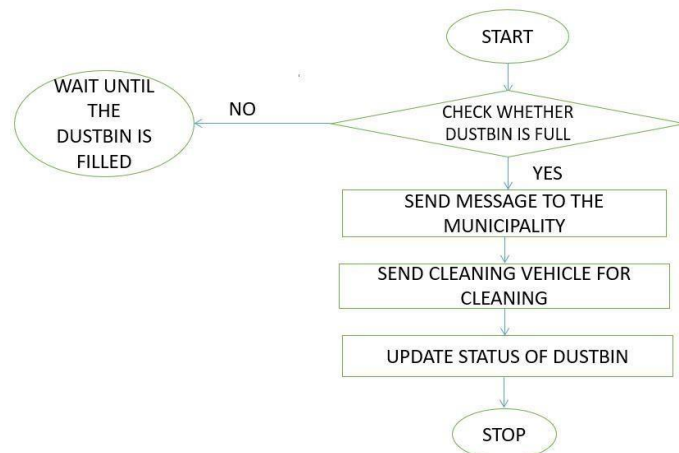 START
WAIT UNTIL
THE
DUSTBIN IS
FILLED
NO
CHECK WHETHER
DUSTBIN IS FULL
YES
SEND MESSAGE TO THE
MUNICIPALITY
SEND CLEANING VEHICLE FOR
CLEANING
UPDATE STATUS OF DUSTBIN
STOP